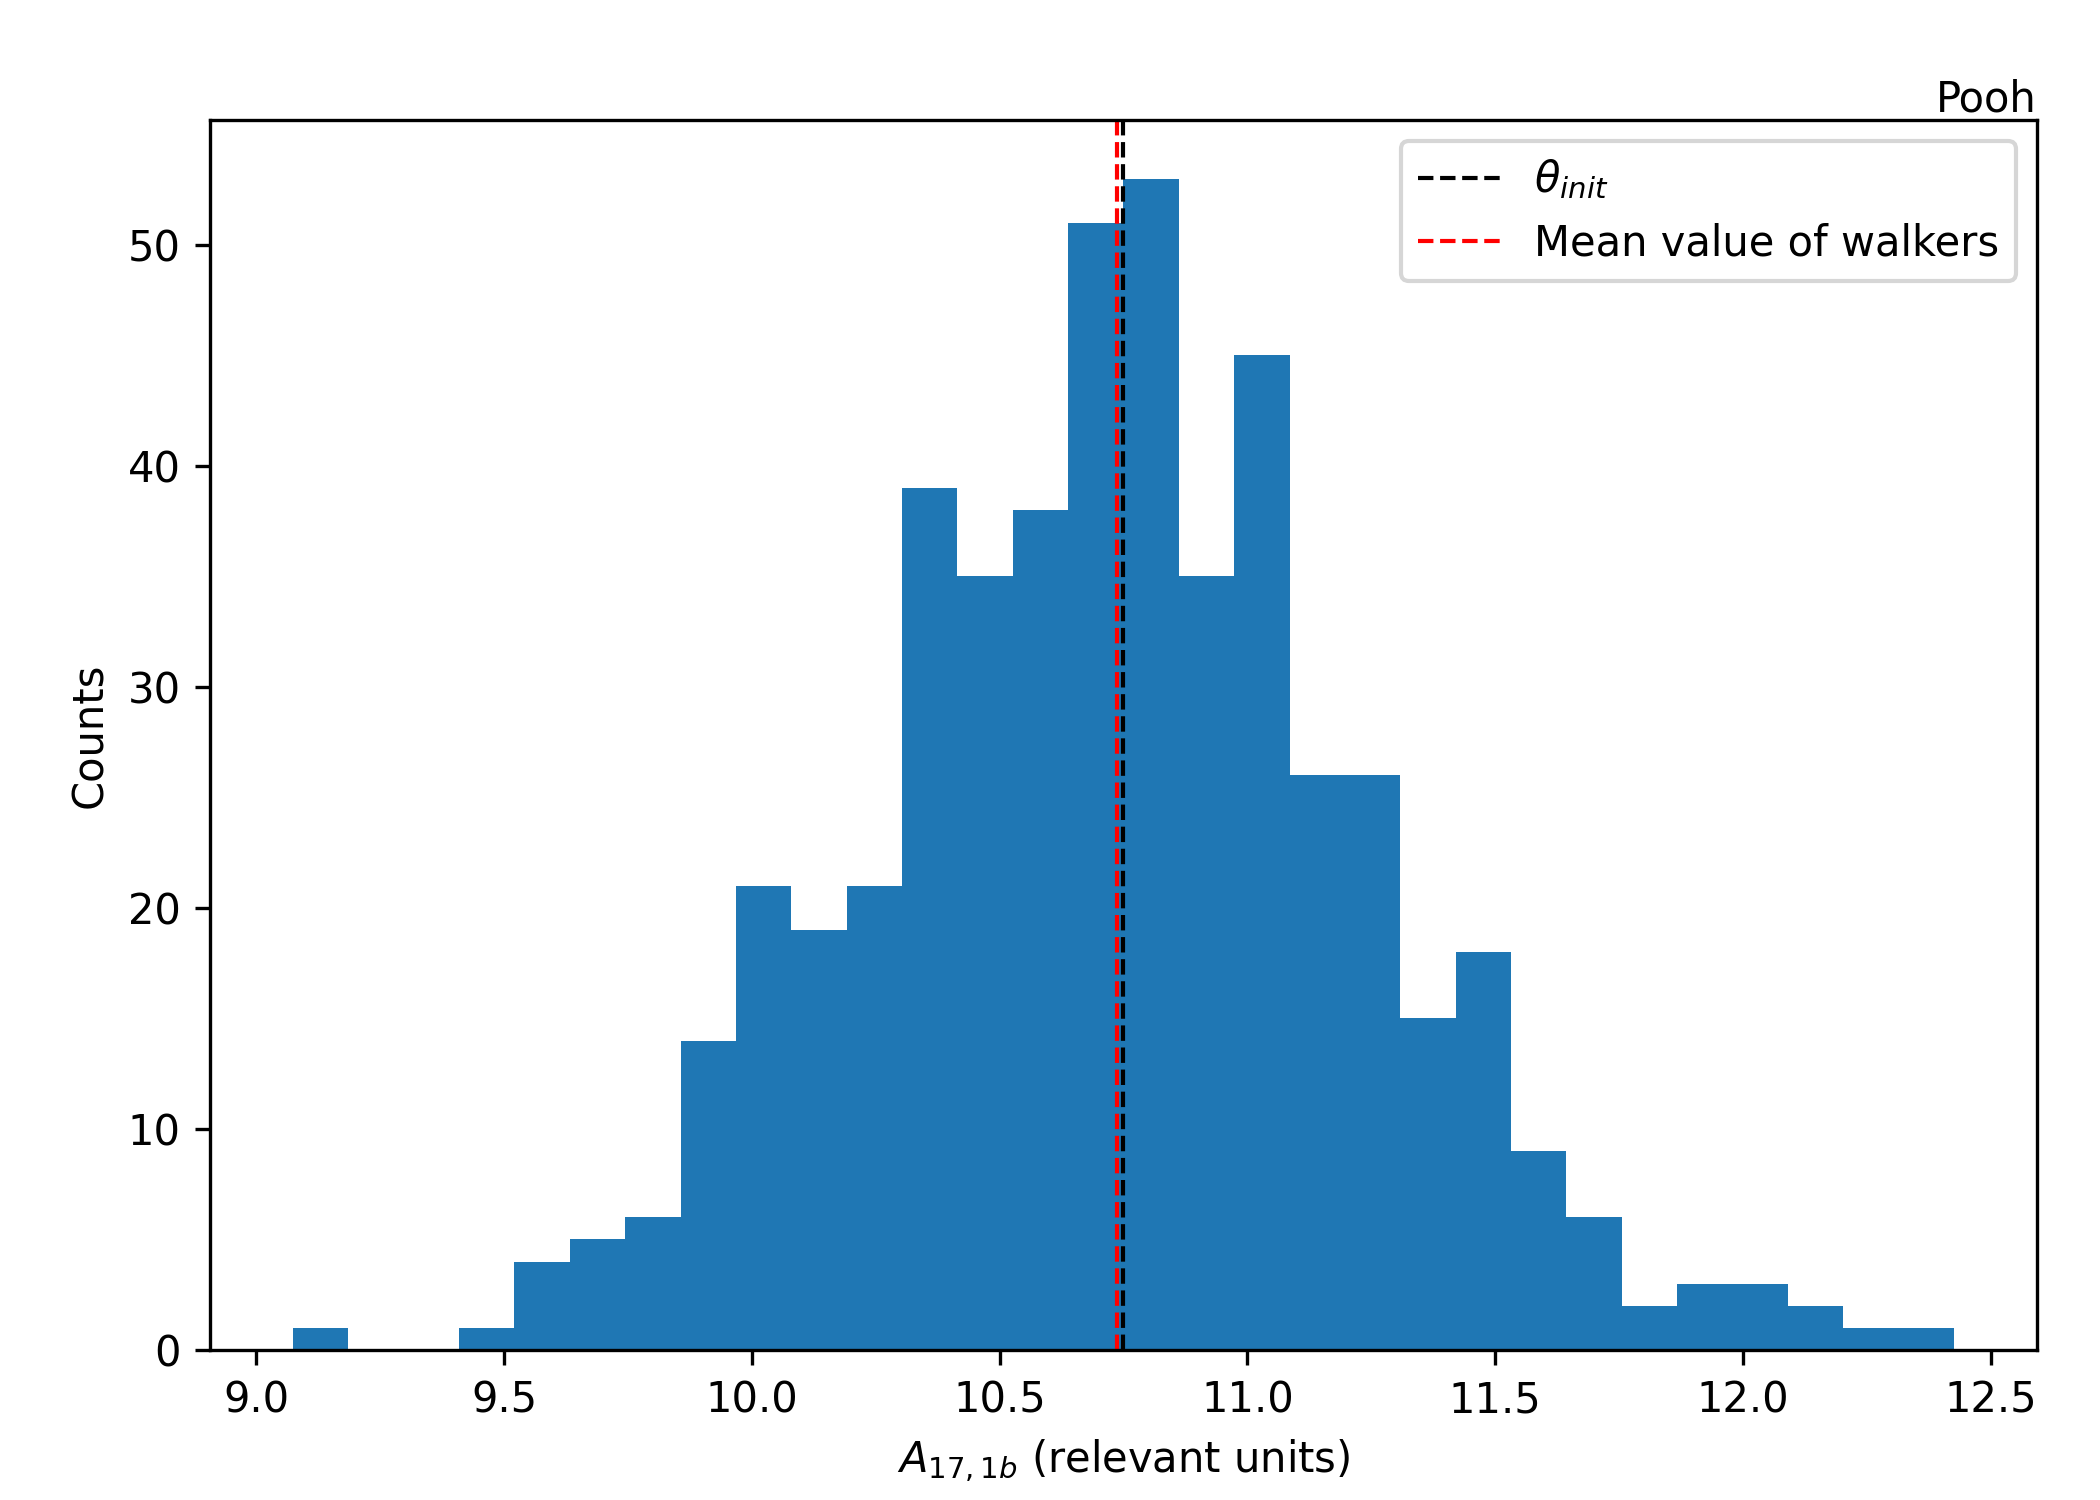 Pooh
θinit
Mean value of walkers
50
40
30
20
10
0
Counts
9.0 9.5 10.0 10.5 11.0 11.5 12.0 12.5
A17, 1b (relevant units)